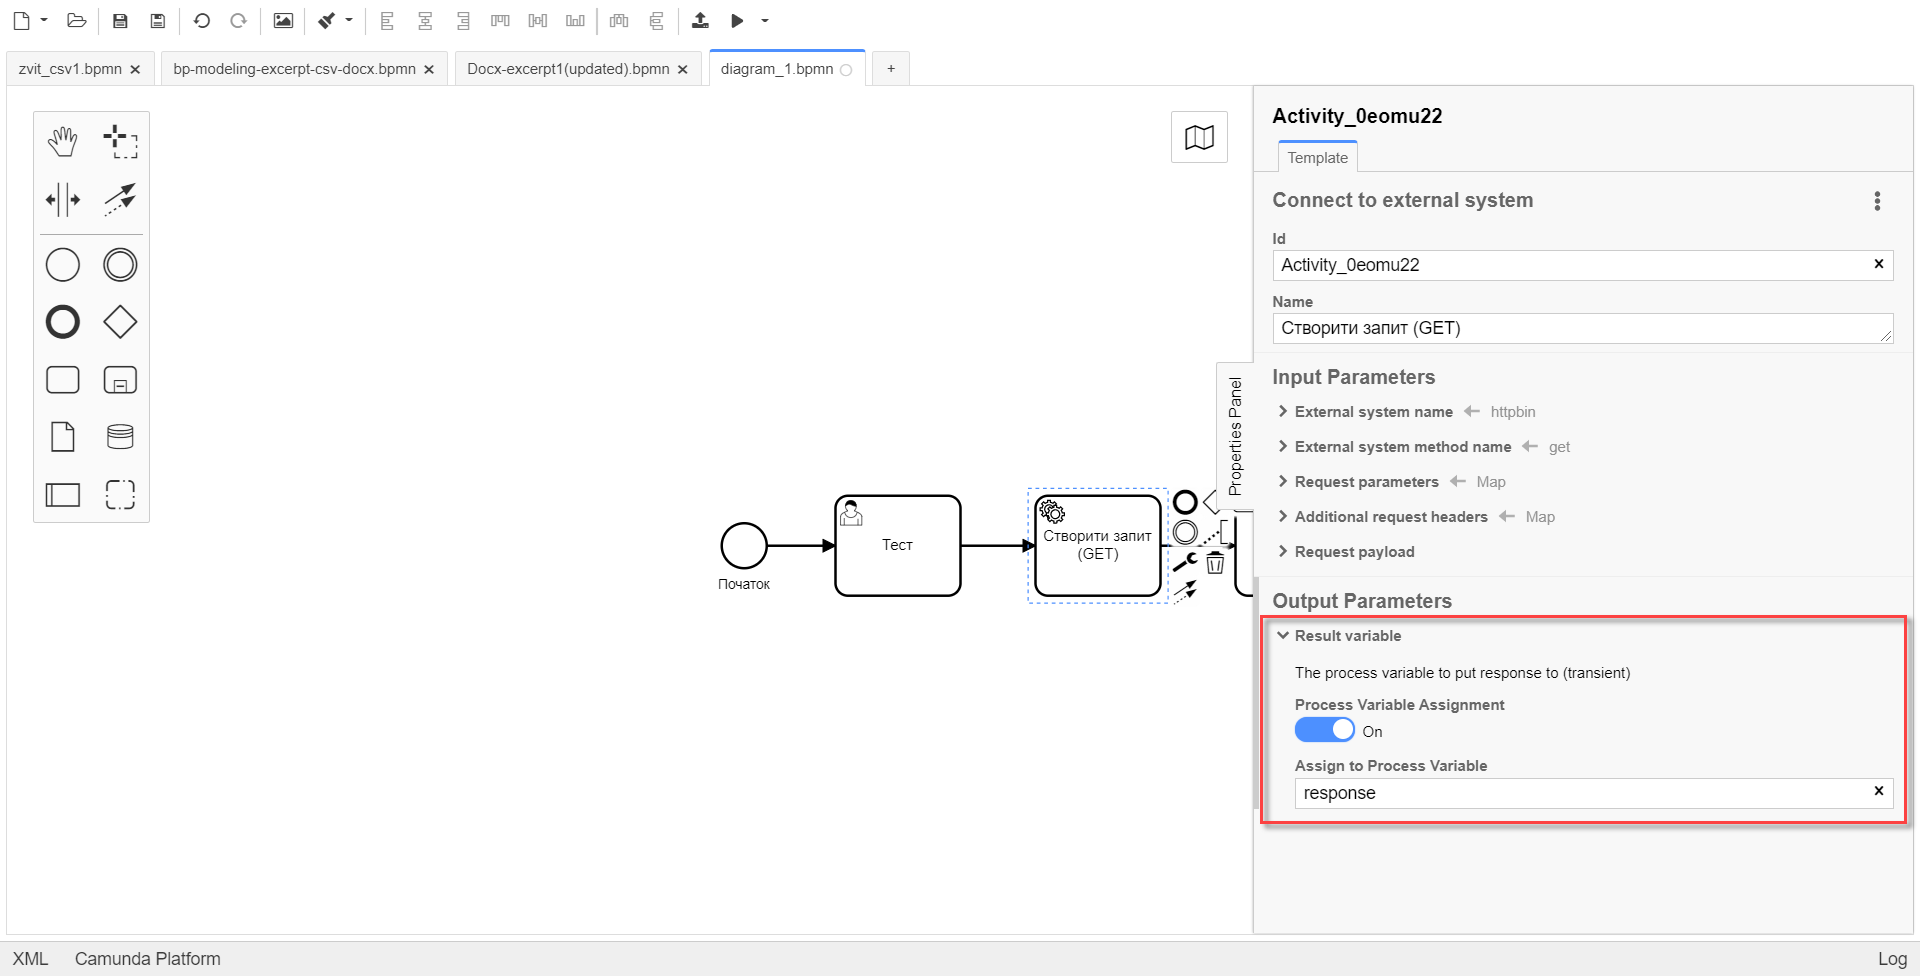 zvit_csv1.bpmn
bp-modeling-excerpt-csv-docx.bpmn
Docx-excerpt1(updated).bpmn
diagram_1.bpmn
+
Початок
Тест
Створити запит
(GET)
Properties Panel
Activity_0eomu22
Template
Connect to external system
Id
Activity_0eomu22
Name
Створити запит (GET)
Input Parameters
External system name httpbin
External system method name get
Request parameters Map
Additional request headers Map
Request payload
Output Parameters
Result variable
The process variable to put response to (transient)
Process Variable Assignment
On
Assign to Process Variable
response
XML Camunda Platform Log